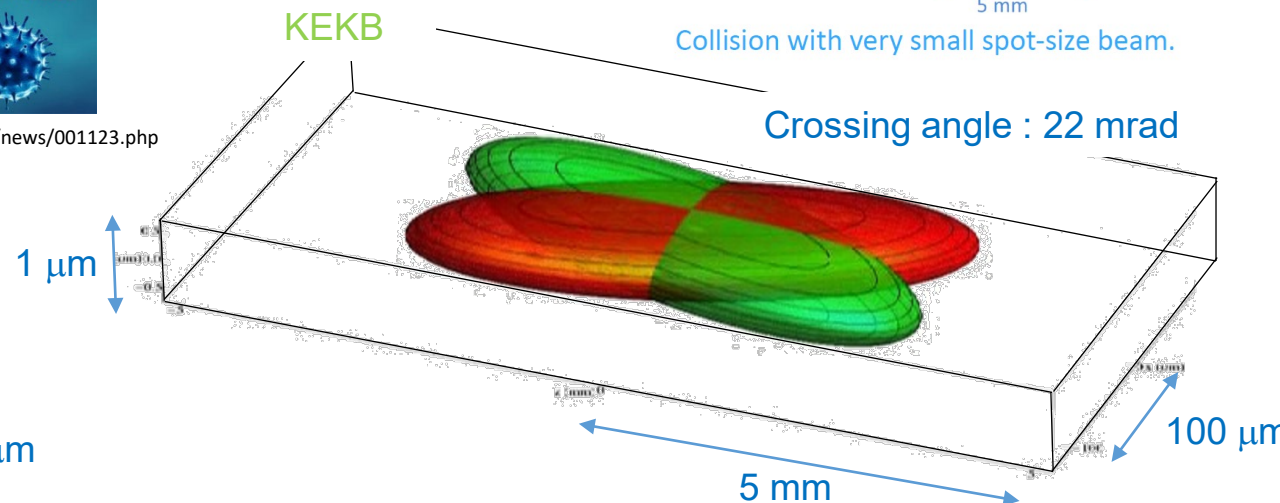 5 mm
KEKB
Collision with very small spot-size beam.
Crossing angle : 22 mrad
/news/001123.php
1 μm
100 μm
μm
5 mm